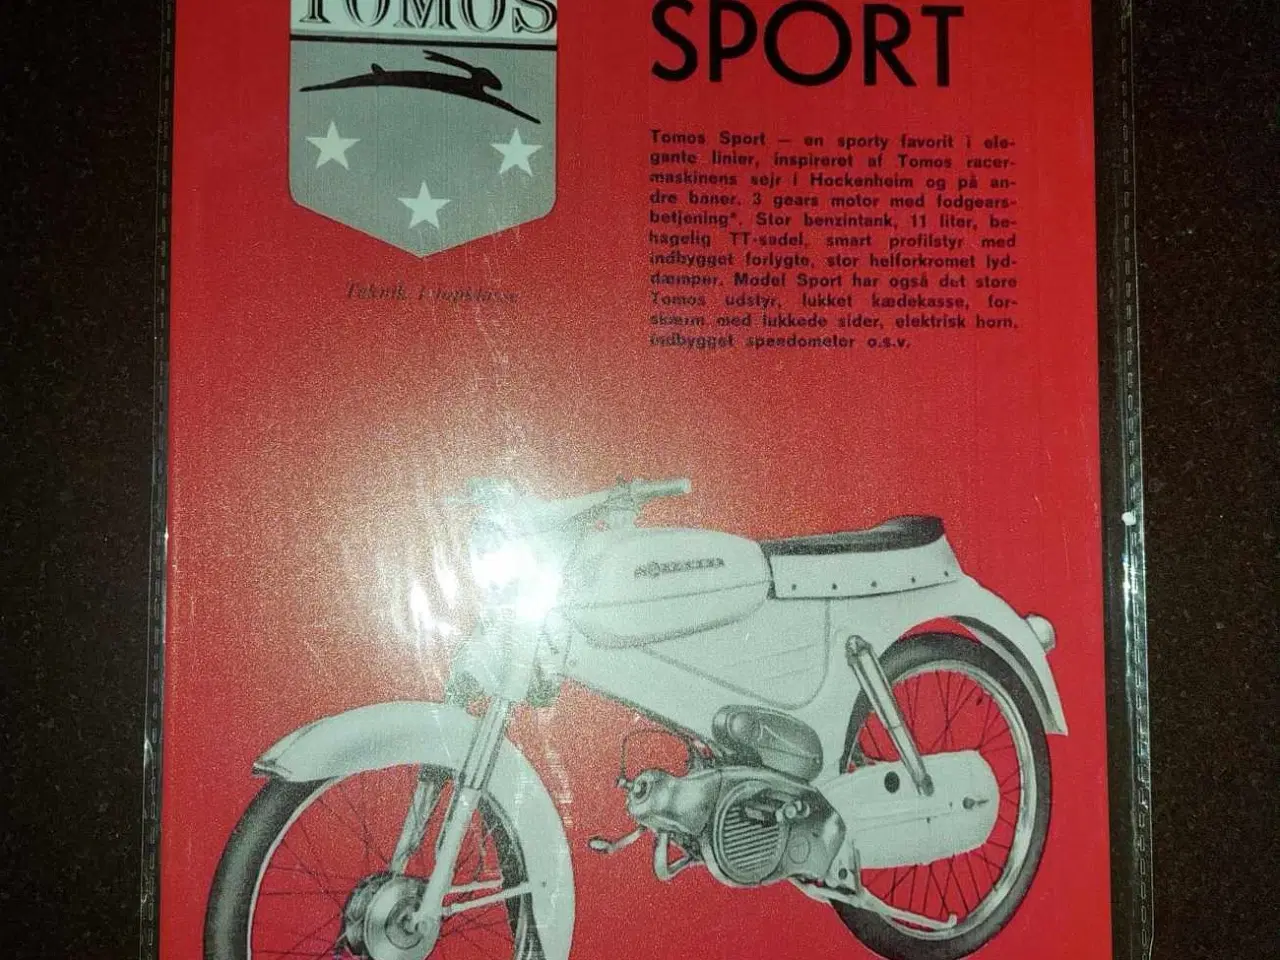 TOMOS
SPORT
Tomos Sport — en sporty favorit i ele-
gante linier, inspireret af Tomos racer-
maskinens sejr i Hockenheim og på an-
dre baner. 3 gears motor med fodgears-
betjening*. Stor benzintank, 11 liter, be-
hagelig TT-sadel, smart profilstyr med
indbygget forlygte, stor helforkromet lyd-
dæmper. Model Sport har også det store
Tomos udstyr, lukket kædekasse, for-
skærm med lukkede sider, elektrisk horn,
indbygget speedometer o.s.v.
Teknik i topklasse